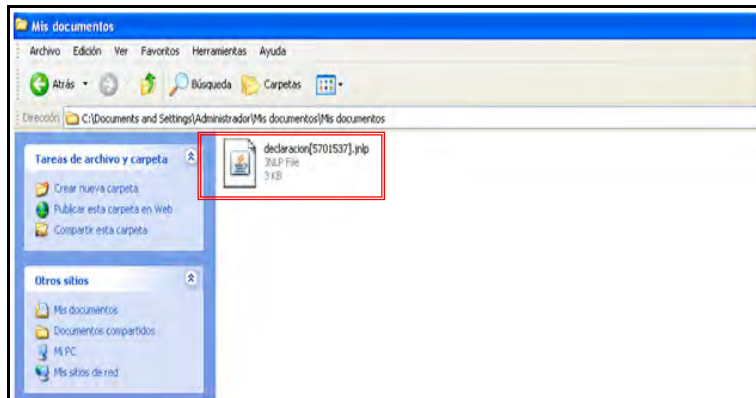 Mis documentos
Archivo Edición Ver Favoritos Herramientas Ayuda
Atrás Búsqueda Carpetas
Dirección C:\Documents and Settings\Administrador\Mis documentos\Mis documentos
Tareas de archivo y carpeta
Crear nueva carpeta
Publicar esta carpeta en Web
Compartir esta carpeta
declaracion[5701537].jnlp
JNLP File
3 KB
Otros sitios
Mis documentos
Documentos compartidos
Mi PC
Mis sitios de red